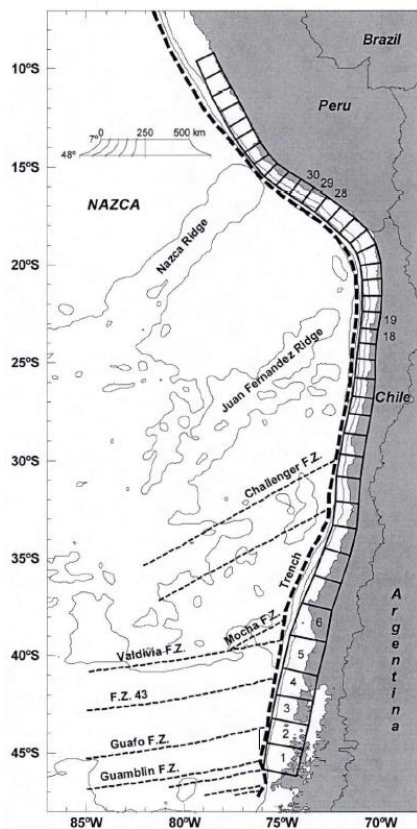 Brazil
10°S
Peru
0 250 500 km
7°
48°
15°S
30
29
28
NAZCA
Nazca Ridge
20°S
19
18
25°S
Juan Fernandez Ridge
Chile
30°S
Challenger F.Z.
35°S
Trench
Argentina
Mocha F.Z.
6
Valdivia F.Z.
40°S
5
4
F.Z. 43
3
2
Guafo F.Z.
45°S
Guamblin F.Z.
1
85°W 80°W 75°W 70°W